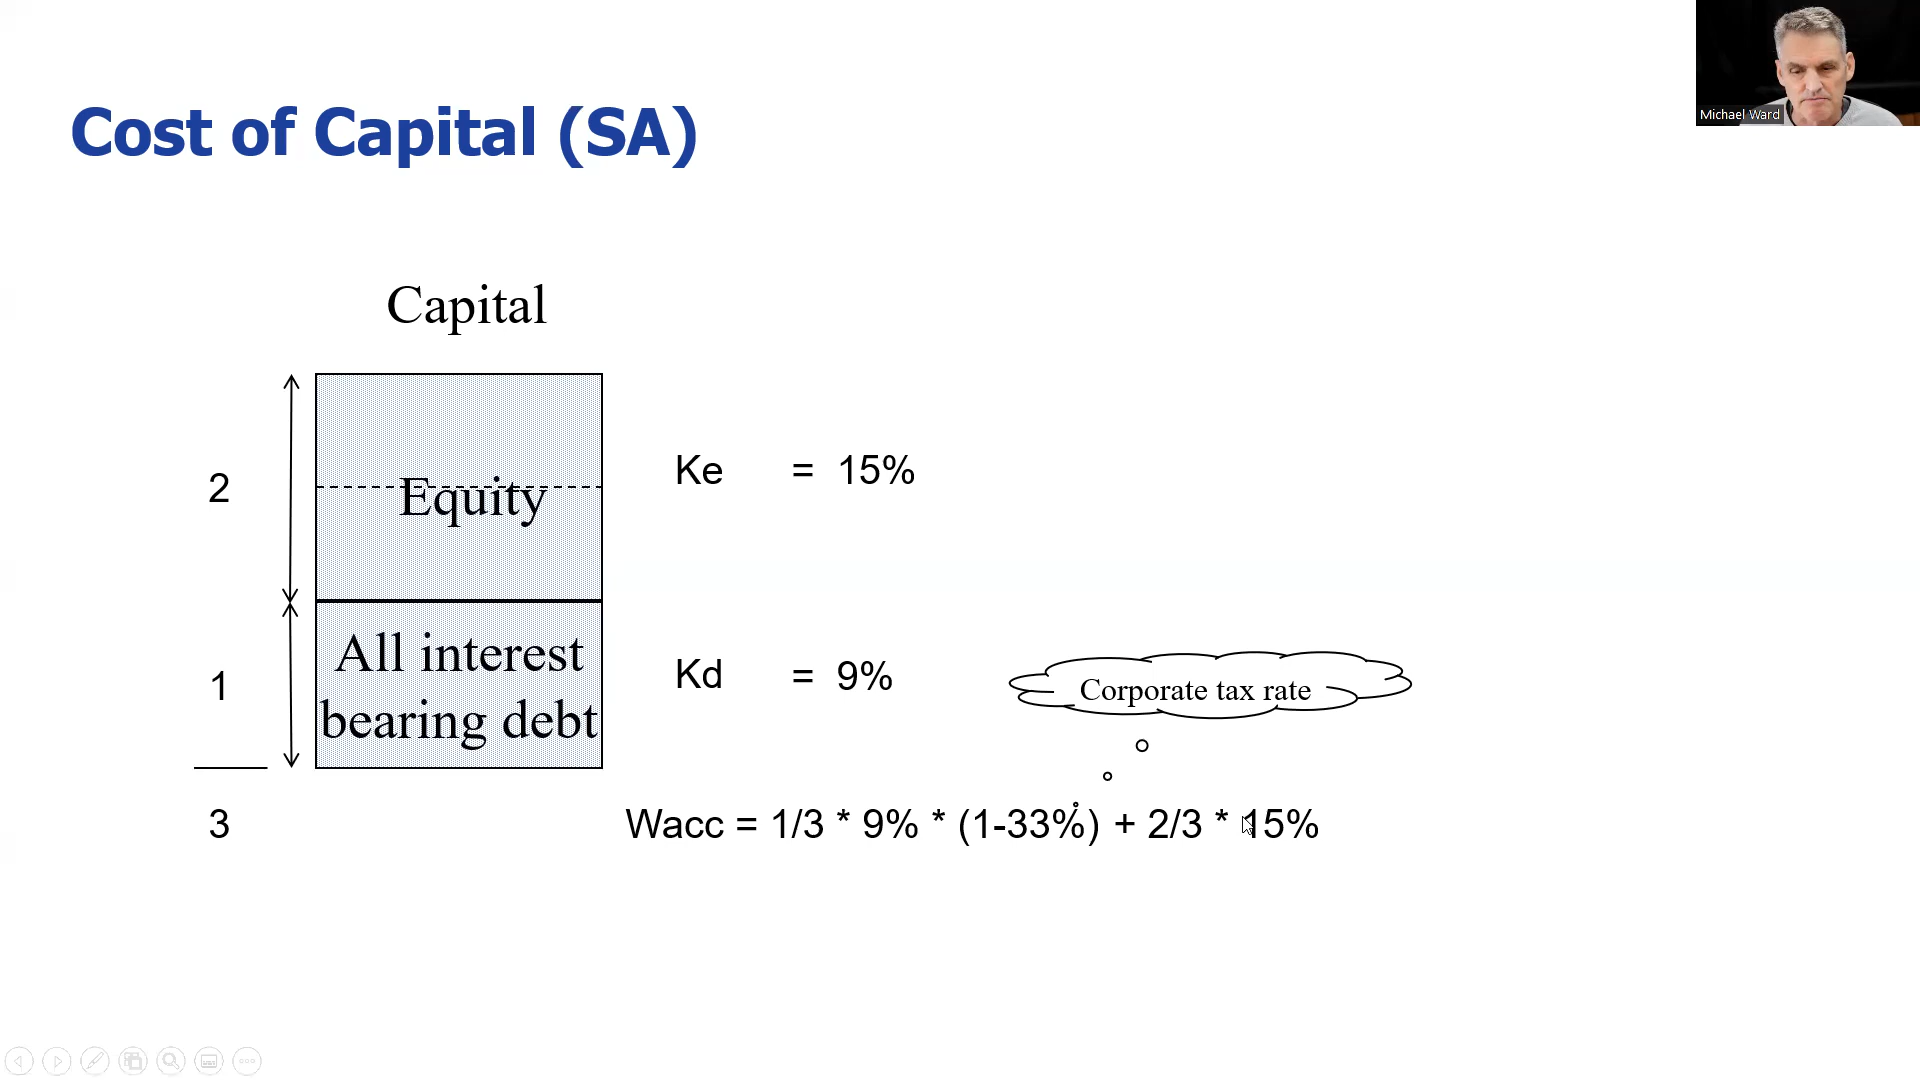 Michael Ward
Cost of Capital (SA)
Capital
2
Equity
Ke = 15%
1
All interest
bearing debt
Kd = 9%
Corporate tax rate
3
Wacc = 1/3 * 9% * (1-33%) + 2/3 * 15%